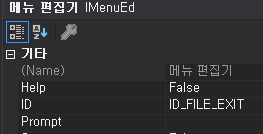 메뉴 편집기 IMenuEd
기타
(Name) 메뉴 편집기
Help False
ID ID_FILE_EXIT
Prompt